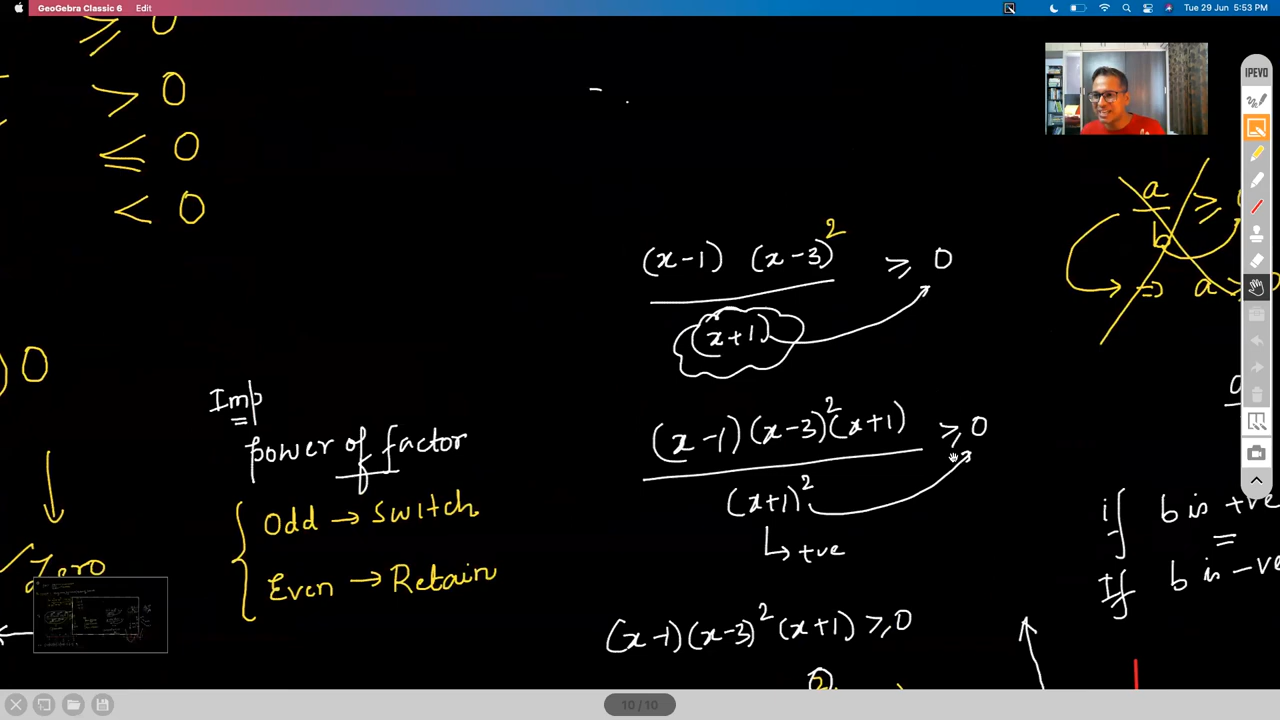 GeoGebra Classic 6 Edit
Tue 29 Jun 5:53 PM
IPEVO
≥ 0
> 0
≤ 0
< 0
) 0
Zero
Imp
power of factor
Odd → Switch
Even → Retain
(x-1) (x-3)² ≥ 0
(x+1)
(x-1)(x-3)²(x+1) ≥ 0
(x+1)²
↳ +ve
(x-1)(x-3)²(x+1) ≥ 0
a ≥
b
⇒ a ≥ 0
if b is +ve
=
If b is -ve
10 / 10